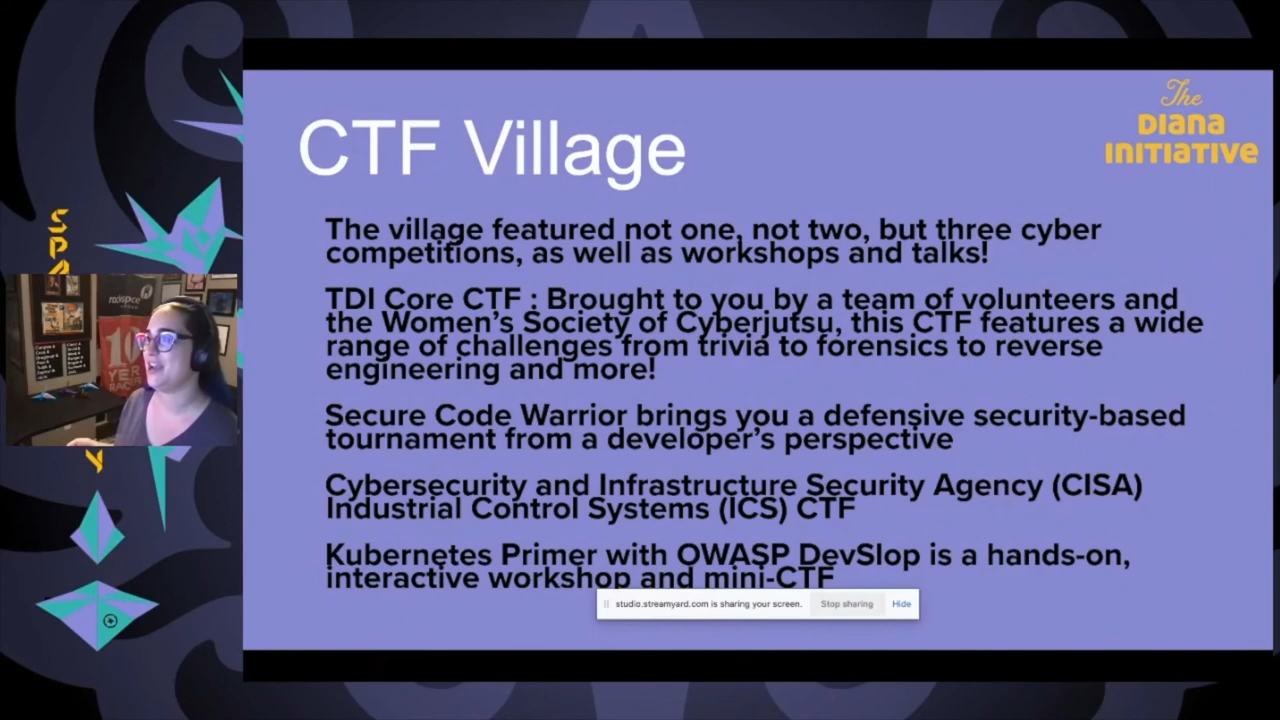 The
DIANA
INITIATIVE
CTF Village
The village featured not one, not two, but three cyber
competitions, as well as workshops and talks!
TDI Core CTF : Brought to you by a team of volunteers and
the Women's Society of Cyberjutsu, this CTF features a wide
range of challenges from trivia to forensics to reverse
engineering and more!
Secure Code Warrior brings you a defensive security-based
tournament from a developer's perspective
Cybersecurity and Infrastructure Security Agency (CISA)
Industrial Control Systems (ICS) CTF
Kubernetes Primer with OWASP DevSlop is a hands-on,
interactive workshop and mini-CTF
studio.streamyard.com is sharing your screen.
Stop sharing
Hide
rackspace
10